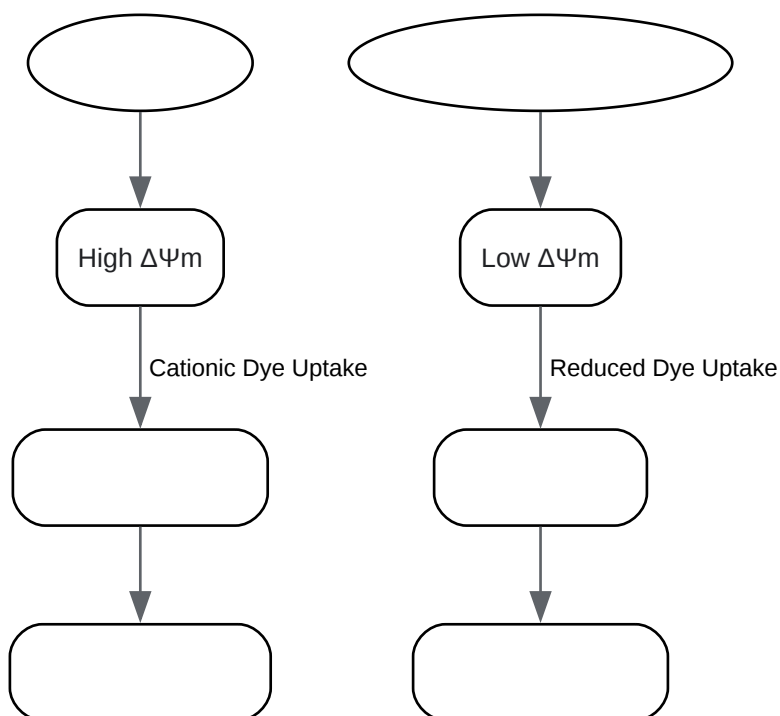 High ΔΨm
Low ΔΨm
Cationic Dye Uptake
Reduced Dye Uptake